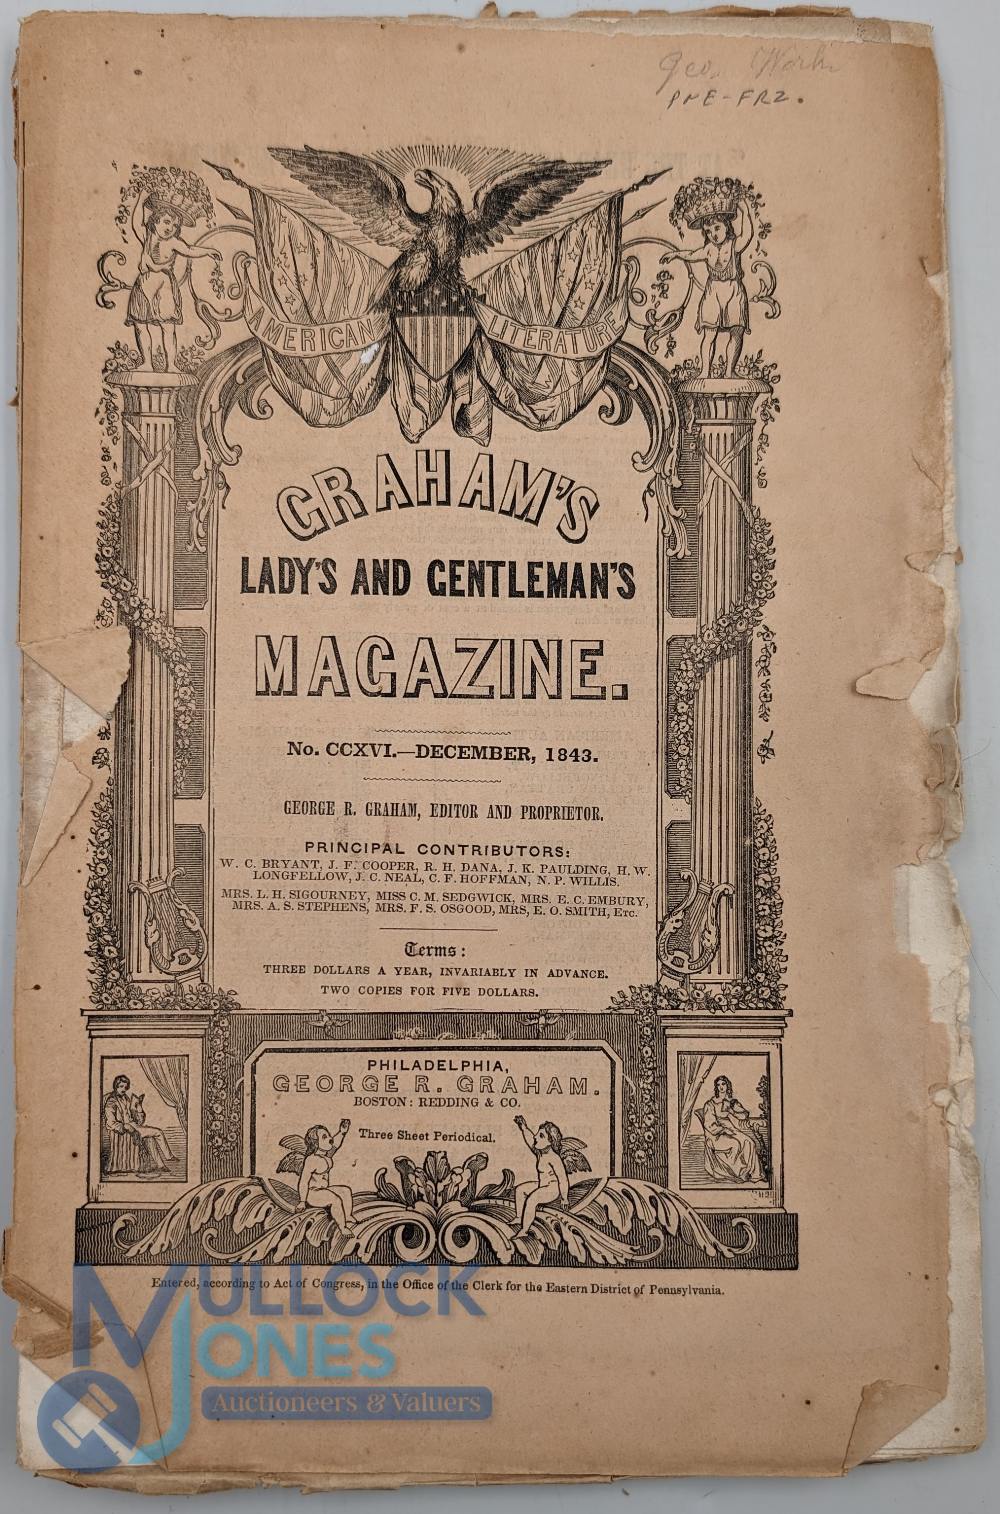 Geo.
PHE-FRZ.
AMERICAN LITERATURE
GRAHAM'S
LADY'S AND GENTLEMAN'S
MAGAZINE.
No. CCXVI.—DECEMBER, 1843.
GEORGE R. GRAHAM, EDITOR AND PROPRIETOR.
PRINCIPAL CONTRIBUTORS:
W. C. BRYANT, J. F. COOPER, R. H. DANA, J. K. PAULDING, H. W.
LONGFELLOW, J. C. NEAL, C. F. HOFFMAN, N. P. WILLIS.
MRS. L. H. SIGOURNEY, MISS C. M. SEDGWICK, MRS. E. C. EMBURY,
MRS. A. S. STEPHENS, MRS. F. S. OSGOOD, MRS, E. O. SMITH, ETC.
Terms:
THREE DOLLARS A YEAR, INVARIABLY IN ADVANCE.
TWO COPIES FOR FIVE DOLLARS.
PHILADELPHIA,
GEORGE R. GRAHAM.
BOSTON: REDDING & CO.
Three Sheet Periodical.
Entered, according to Act of Congress, in the Office of the Clerk for the Eastern District of Pennsylvania.
MULLOCK
JONES
Auctioneers & Valuers